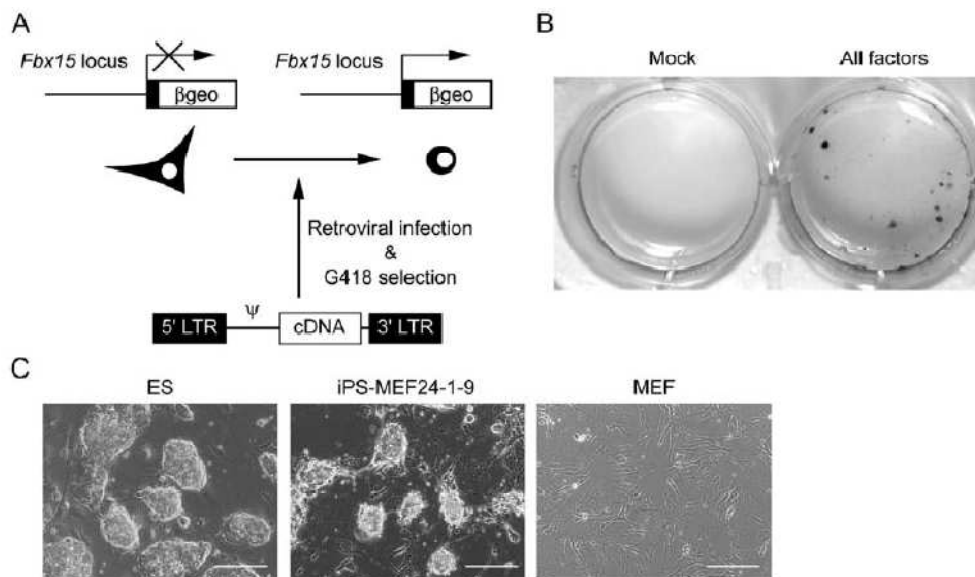 A
Fbx15 locus
βgeo
Fbx15 locus
βgeo
Retroviral infection
&
G418 selection
5' LTR
Ψ
cDNA
3' LTR
B
Mock
All factors
C
ES
iPS-MEF24-1-9
MEF